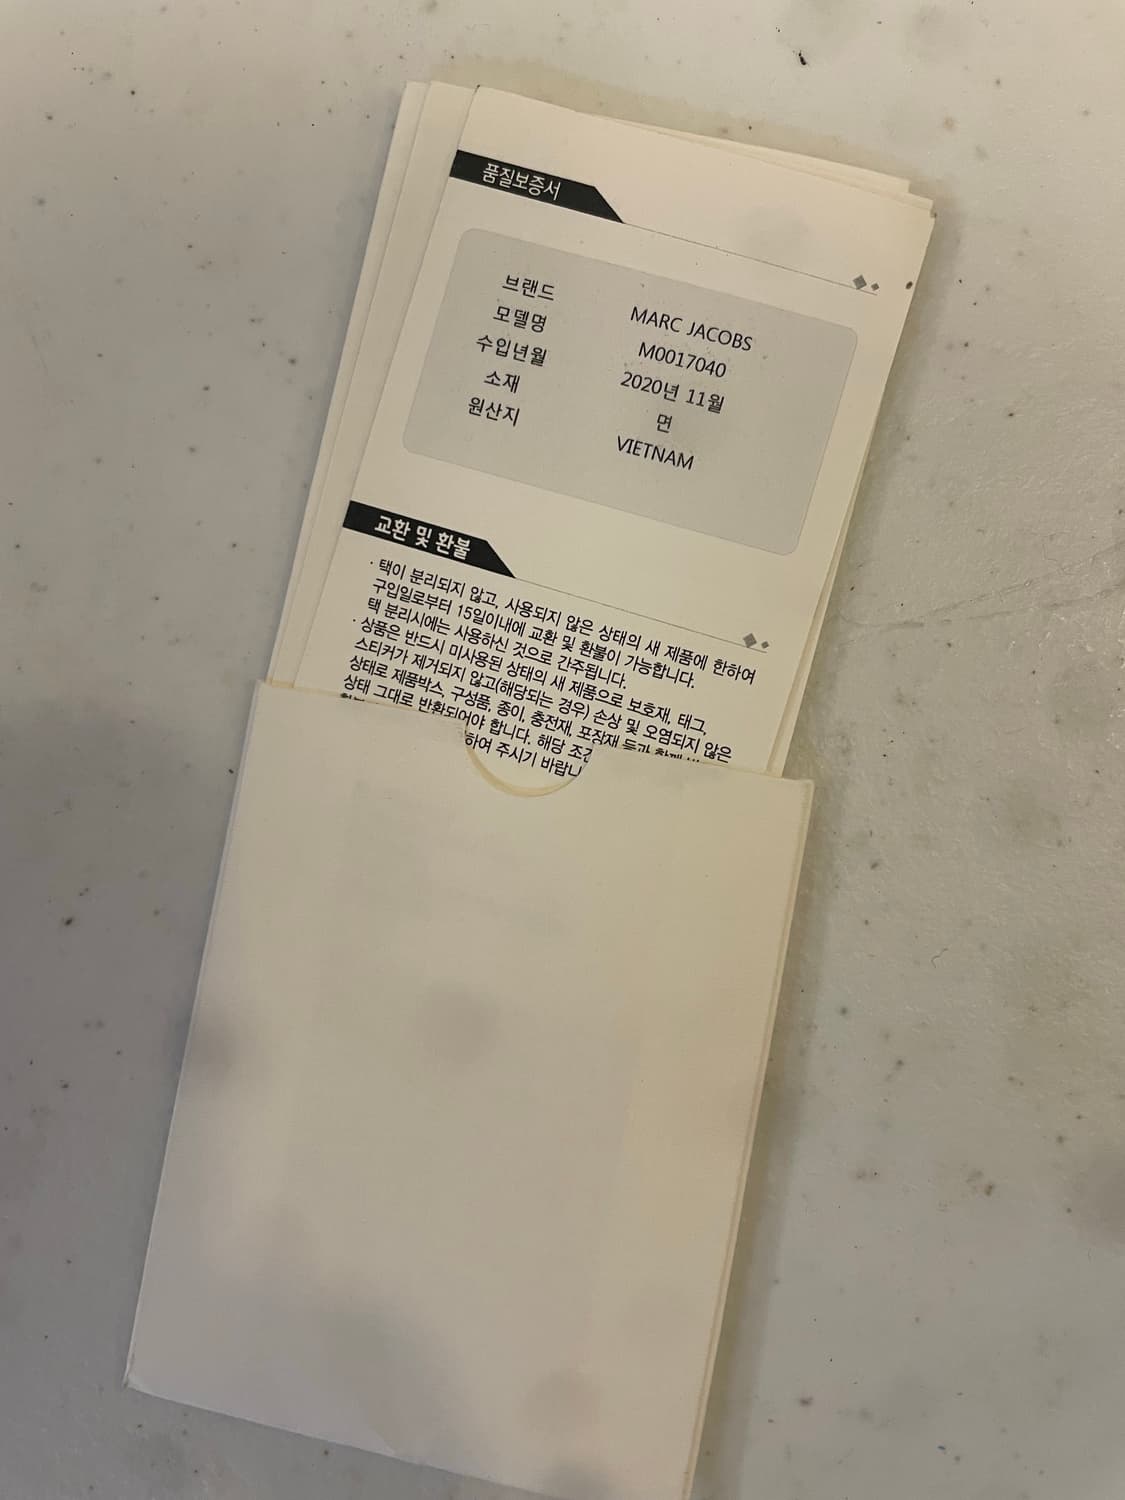 품질보증서
브랜드 MARC JACOBS
모델명 M0017040
수입년월 2020년 11월
소재 면
원산지 VIETNAM
교환 및 환불
· 택이 분리되지 않고, 사용되지 않은 상태의 새 제품에 한하여
구입일로부터 15일이내에 교환 및 환불이 가능합니다.
택 분리시에는 사용하신 것으로 간주됩니다.
· 상품은 반드시 미사용된 상태의 새 제품으로 보호재, 태그,
스티커가 제거되지 않고(해당되는 경우) 손상 및 오염되지 않은
상태로 제품박스, 구성품, 종이, 충전재, 포장재 등과 함께
상태 그대로 반환되어야 합니다. 해당
하여 주시기